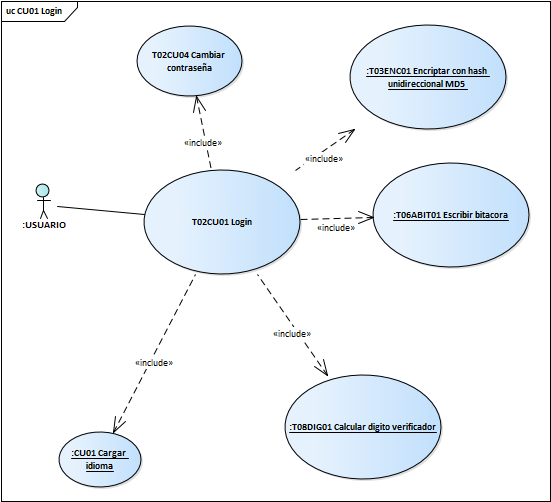 uc CU01 Login
T02CU04 Cambiar
contraseña
:T03ENC01 Encriptar con hash
unidireccional MD5
«include»
«include»
:USUARIO
T02CU01 Login
:T06ABIT01 Escribir bitacora
«include»
«include»
«include»
:T08DIG01 Calcular digito verificador
:CU01 Cargar
idioma